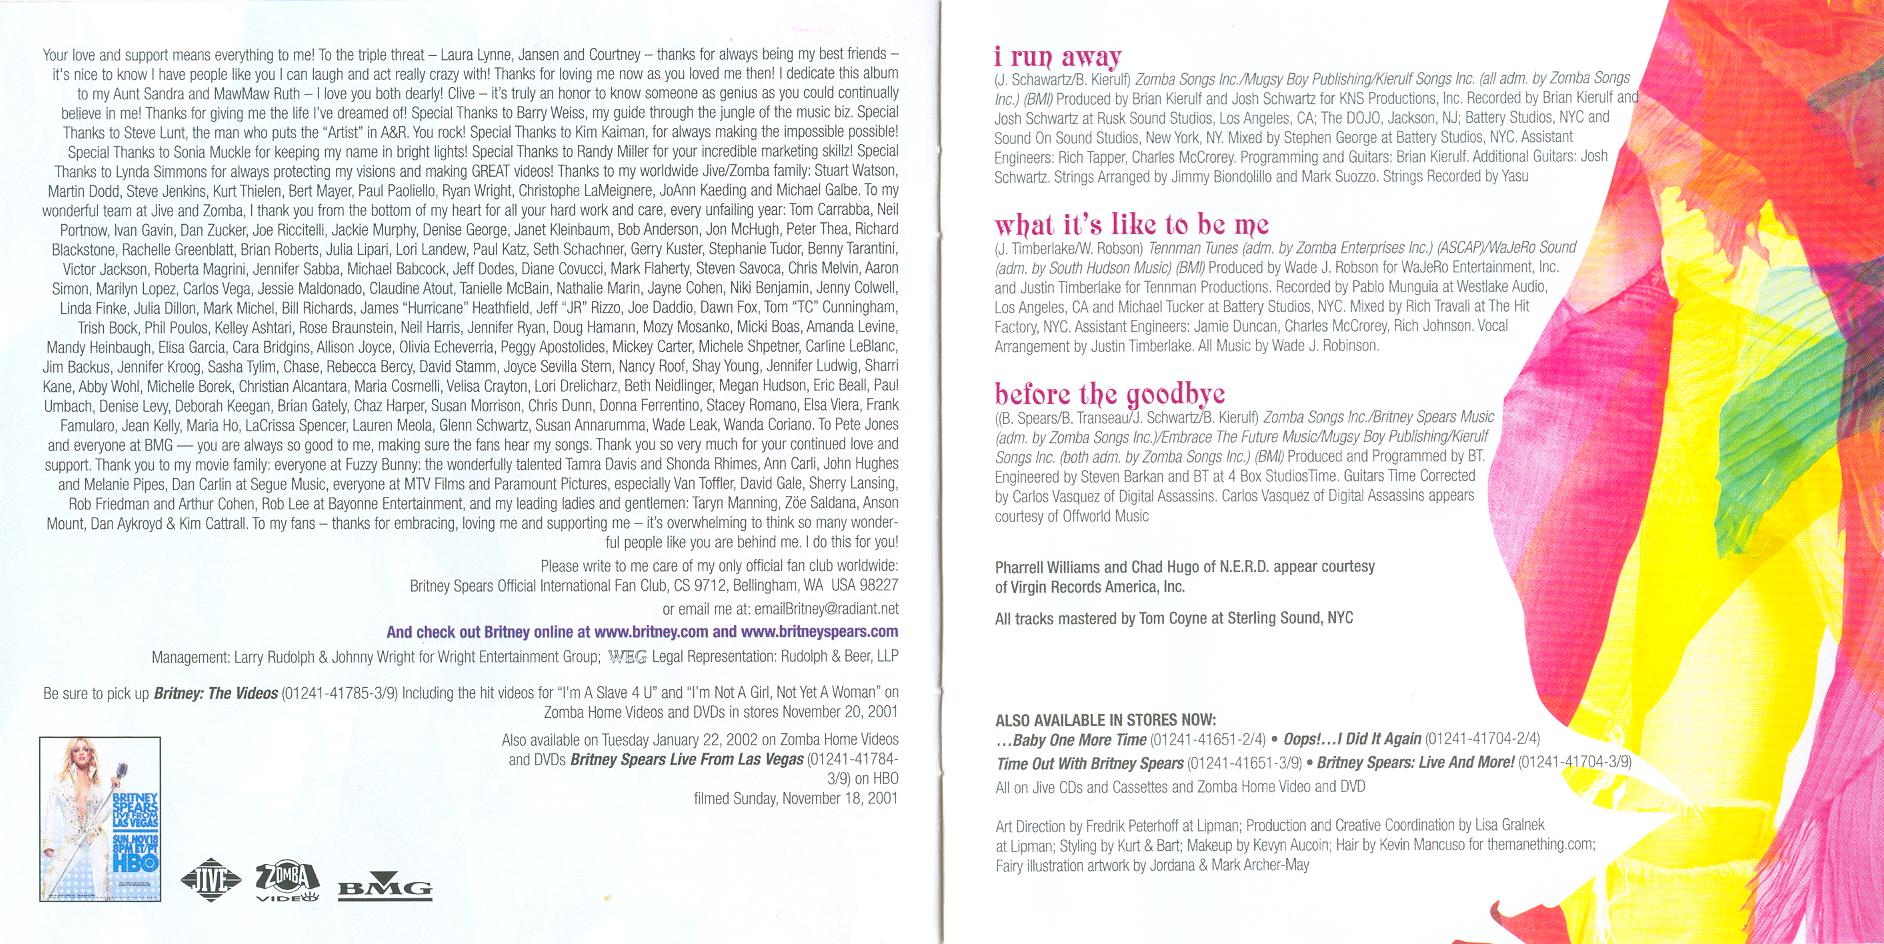 Your love and support means everything to me! To the triple threat – Laura Lynne, Jansen and Courtney – thanks for always being my best friends –
it's nice to know I have people like you I can laugh and act really crazy with! Thanks for loving me now as you loved me then! I dedicate this album
to my Aunt Sandra and MawMaw Ruth – I love you both dearly! Clive – it's truly an honor to know someone as genius as you could continually
believe in me! Thanks for giving me the life I've dreamed of! Special Thanks to Barry Weiss, my guide through the jungle of the music biz. Special
Thanks to Steve Lunt, the man who puts the "Artist" in A&R. You rock! Special Thanks to Kim Kaiman, for always making the impossible possible!
Special Thanks to Sonia Muckle for keeping my name in bright lights! Special Thanks to Randy Miller for your incredible marketing skillz! Special
Thanks to Lynda Simmons for always protecting my visions and making GREAT videos! Thanks to my worldwide Jive/Zomba family: Stuart Watson,
Martin Dodd, Steve Jenkins, Kurt Thielen, Bert Mayer, Paul Paoliello, Ryan Wright, Christophe LaMeignere, JoAnn Kaeding and Michael Galbe. To my
wonderful team at Jive and Zomba, I thank you from the bottom of my heart for all your hard work and care, every unfailing year: Tom Carrabba, Neil
Portnow, Ivan Gavin, Dan Zucker, Joe Riccitelli, Jackie Murphy, Denise George, Janet Kleinbaum, Bob Anderson, Jon McHugh, Peter Thea, Richard
Blackstone, Rachelle Greenblatt, Brian Roberts, Julia Lipari, Lori Landew, Paul Katz, Seth Schachner, Gerry Kuster, Stephanie Tudor, Benny Tarantini,
Victor Jackson, Roberta Magrini, Jennifer Sabba, Michael Babcock, Jeff Dodes, Diane Covucci, Mark Flaherty, Steven Savoca, Chris Melvin, Aaron
Simon, Marilyn Lopez, Carlos Vega, Jessie Maldonado, Claudine Atout, Tanielle McBain, Nathalie Marin, Jayne Cohen, Niki Benjamin, Jenny Colwell,
Linda Finke, Julia Dillon, Mark Michel, Bill Richards, James "Hurricane" Heathfield, Jeff "JR" Rizzo, Joe Daddio, Dawn Fox, Tom "TC" Cunningham,
Trish Bock, Phil Poulos, Kelley Ashtari, Rose Braunstein, Neil Harris, Jennifer Ryan, Doug Hamann, Mozy Mosanko, Micki Boas, Amanda Levine,
Mandy Heinbaugh, Elisa Garcia, Cara Bridgins, Allison Joyce, Olivia Echeverria, Peggy Apostolides, Mickey Carter, Michele Shpetner, Carline LeBlanc,
Jim Backus, Jennifer Kroog, Sasha Tylim, Chase, Rebecca Bercy, David Stamm, Joyce Sevilla Stern, Nancy Roof, Shay Young, Jennifer Ludwig, Sharri
Kane, Abby Wohl, Michelle Borek, Christian Alcantara, Maria Cosmelli, Velisa Crayton, Lori Drelicharz, Beth Neidlinger, Megan Hudson, Eric Beall, Paul
Umbach, Denise Levy, Deborah Keegan, Brian Gately, Chaz Harper, Susan Morrison, Chris Dunn, Donna Ferrentino, Stacey Romano, Elsa Viera, Frank
Famularo, Jean Kelly, Maria Ho, LaCrissa Spencer, Lauren Meola, Glenn Schwartz, Susan Annarumma, Wade Leak, Wanda Coriano. To Pete Jones
and everyone at BMG — you are always so good to me, making sure the fans hear my songs. Thank you so very much for your continued love and
support. Thank you to my movie family: everyone at Fuzzy Bunny: the wonderfully talented Tamra Davis and Shonda Rhimes, Ann Carli, John Hughes
and Melanie Pipes, Dan Carlin at Segue Music, everyone at MTV Films and Paramount Pictures, especially Van Toffler, David Gale, Sherry Lansing,
Rob Friedman and Arthur Cohen, Rob Lee at Bayonne Entertainment, and my leading ladies and gentlemen: Taryn Manning, Zöe Saldana, Anson
Mount, Dan Aykroyd & Kim Cattrall. To my fans – thanks for embracing, loving me and supporting me – it's overwhelming to think so many wonder-
ful people like you are behind me. I do this for you!
Please write to me care of my only official fan club worldwide:
Britney Spears Official International Fan Club, CS 9712, Bellingham, WA USA 98227
or email me at: emailBritney@radiant.net
And check out Britney online at www.britney.com and www.britneyspears.com
Management: Larry Rudolph & Johnny Wright for Wright Entertainment Group; WEG Legal Representation: Rudolph & Beer, LLP
Be sure to pick up Britney: The Videos (01241-41785-3/9) Including the hit videos for "I'm A Slave 4 U" and "I'm Not A Girl, Not Yet A Woman" on
Zomba Home Videos and DVDs in stores November 20, 2001
Also available on Tuesday January 22, 2002 on Zomba Home Videos
and DVDs Britney Spears Live From Las Vegas (01241-41784-
3/9) on HBO
filmed Sunday, November 18, 2001
BRITNEY
SPEARS
LIVE FROM
LAS VEGAS
SUN. NOV 18
8PM ET/PT
HBO
JIVE
ZOMBA
VIDEO
BMG
i run away
(J. Schawartz/B. Kierulf) Zomba Songs Inc./Mugsy Boy Publishing/Kierulf Songs Inc. (all adm. by Zomba Songs
Inc.) (BMI) Produced by Brian Kierulf and Josh Schwartz for KNS Productions, Inc. Recorded by Brian Kierulf and
Josh Schwartz at Rusk Sound Studios, Los Angeles, CA; The DOJO, Jackson, NJ; Battery Studios, NYC and
Sound On Sound Studios, New York, NY. Mixed by Stephen George at Battery Studios, NYC. Assistant
Engineers: Rich Tapper, Charles McCrorey. Programming and Guitars: Brian Kierulf. Additional Guitars: Josh
Schwartz. Strings Arranged by Jimmy Biondolillo and Mark Suozzo. Strings Recorded by Yasu
what it's like to be me
(J. Timberlake/W. Robson) Tennman Tunes (adm. by Zomba Enterprises Inc.) (ASCAP)/WaJeRo Sound
(adm. by South Hudson Music) (BMI) Produced by Wade J. Robson for WaJeRo Entertainment, Inc.
and Justin Timberlake for Tennman Productions. Recorded by Pablo Munguia at Westlake Audio,
Los Angeles, CA and Michael Tucker at Battery Studios, NYC. Mixed by Rich Travali at The Hit
Factory, NYC. Assistant Engineers: Jamie Duncan, Charles McCrorey, Rich Johnson. Vocal
Arrangement by Justin Timberlake. All Music by Wade J. Robinson.
before the goodbye
((B. Spears/B. Transeau/J. Schwartz/B. Kierulf) Zomba Songs Inc./Britney Spears Music
(adm. by Zomba Songs Inc.)/Embrace The Future Music/Mugsy Boy Publishing/Kierulf
Songs Inc. (both adm. by Zomba Songs Inc.) (BMI) Produced and Programmed by BT.
Engineered by Steven Barkan and BT at 4 Box StudiosTime. Guitars Time Corrected
by Carlos Vasquez of Digital Assassins. Carlos Vasquez of Digital Assassins appears
courtesy of Offworld Music
Pharrell Williams and Chad Hugo of N.E.R.D. appear courtesy
of Virgin Records America, Inc.
All tracks mastered by Tom Coyne at Sterling Sound, NYC
ALSO AVAILABLE IN STORES NOW:
...Baby One More Time (01241-41651-2/4) • Oops!...I Did It Again (01241-41704-2/4)
Time Out With Britney Spears (01241-41651-3/9) • Britney Spears: Live And More! (01241-41704-3/9)
All on Jive CDs and Cassettes and Zomba Home Video and DVD
Art Direction by Fredrik Peterhoff at Lipman; Production and Creative Coordination by Lisa Gralnek
at Lipman; Styling by Kurt & Bart; Makeup by Kevyn Aucoin; Hair by Kevin Mancuso for themanething.com;
Fairy illustration artwork by Jordana & Mark Archer-May